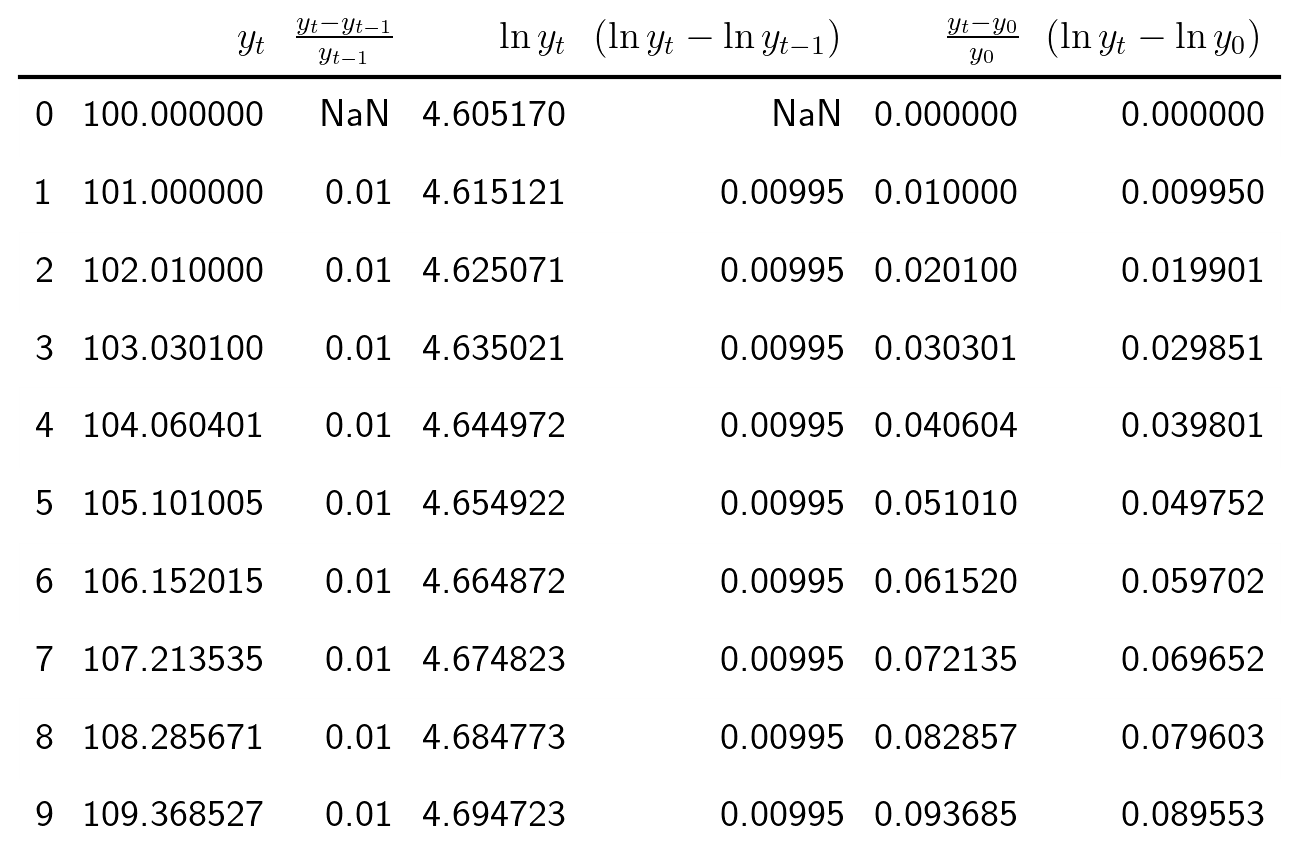 $y_t$ $\frac{y_t - y_{t-1}}{y_{t-1}}$ $\ln y_t$ $(\ln y_t - \ln y_{t-1})$ $\frac{y_t - y_0}{y_0}$ $(\ln y_t - \ln y_0)$
0 100.000000 NaN 4.605170 NaN 0.000000 0.000000
1 101.000000 0.01 4.615121 0.00995 0.010000 0.009950
2 102.010000 0.01 4.625071 0.00995 0.020100 0.019901
3 103.030100 0.01 4.635021 0.00995 0.030301 0.029851
4 104.060401 0.01 4.644972 0.00995 0.040604 0.039801
5 105.101005 0.01 4.654922 0.00995 0.051010 0.049752
6 106.152015 0.01 4.664872 0.00995 0.061520 0.059702
7 107.213535 0.01 4.674823 0.00995 0.072135 0.069652
8 108.285671 0.01 4.684773 0.00995 0.082857 0.079603
9 109.368527 0.01 4.694723 0.00995 0.093685 0.089553